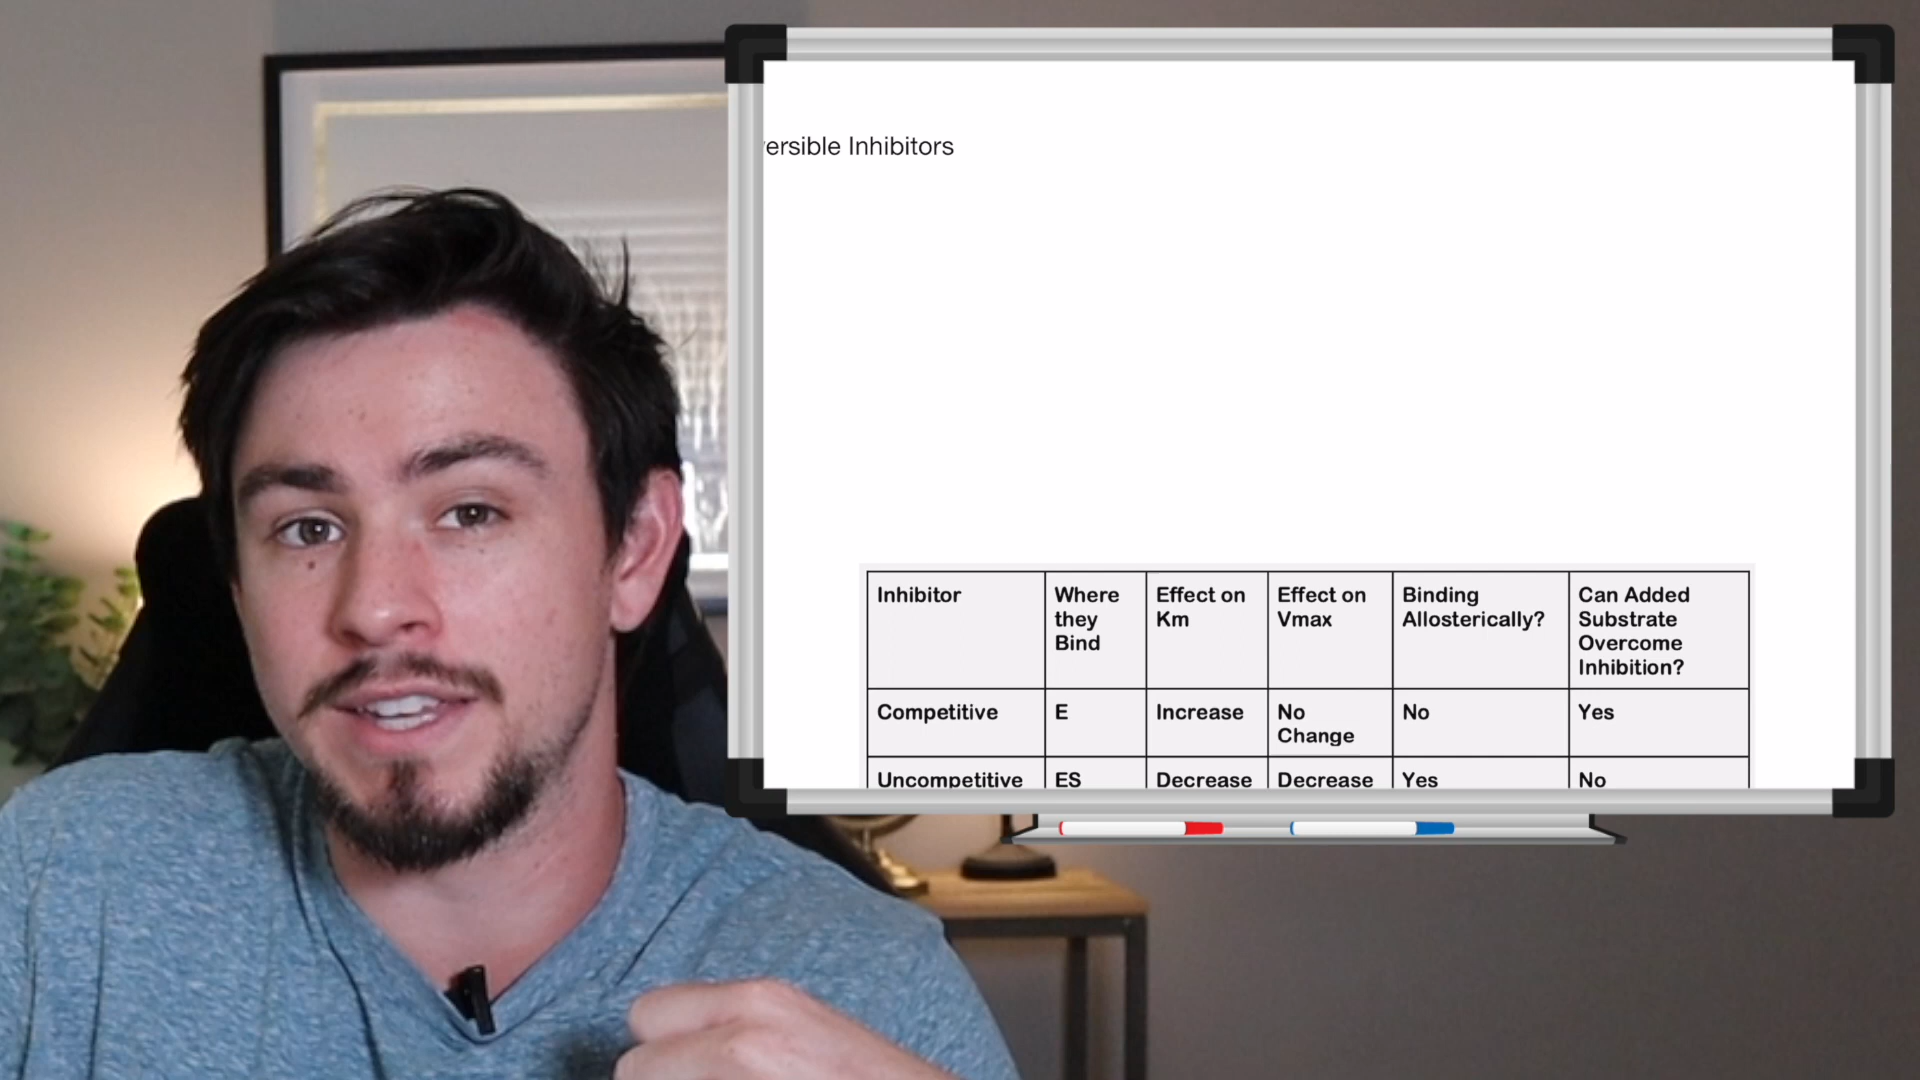 versible Inhibitors
Inhibitor
Where
they
Bind
Effect on
Km
Effect on
Vmax
Binding
Allosterically?
Can Added
Substrate
Overcome
Inhibition?
Competitive
E
Increase
No
Change
No
Yes
Uncompetitive
ES
Decrease
Decrease
Yes
No